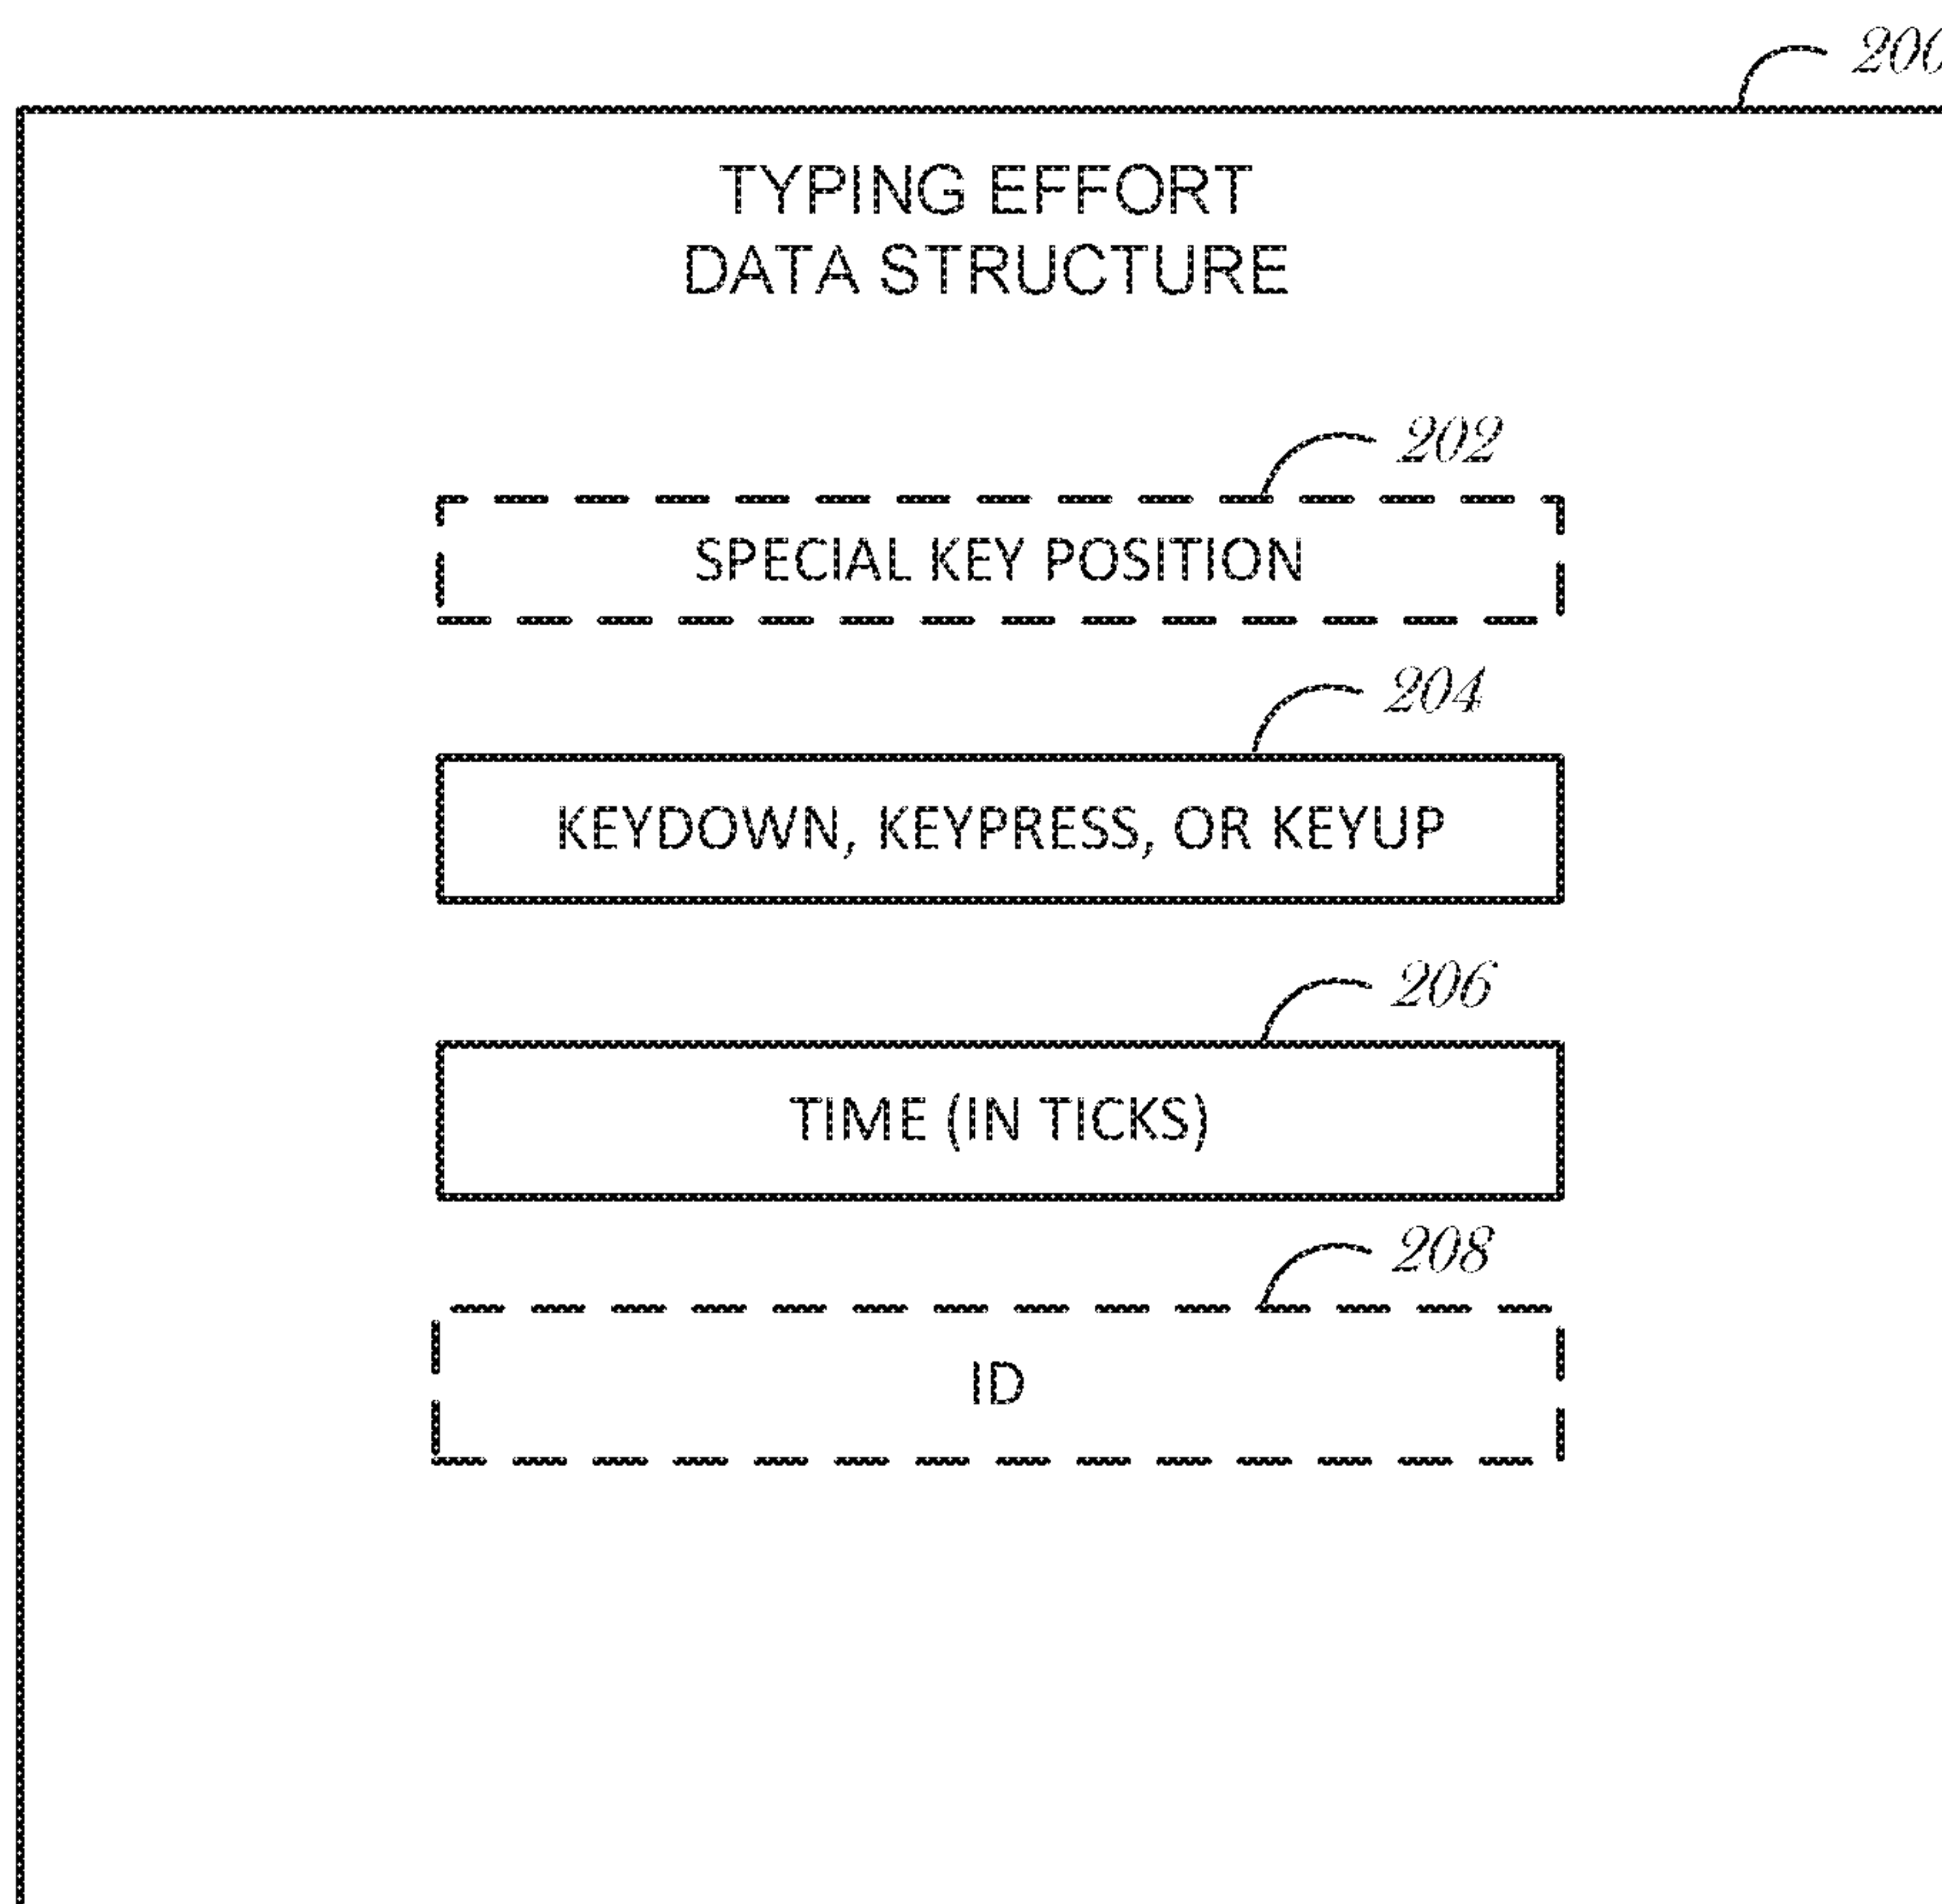 200
TYPING EFFORT
DATA STRUCTURE
202
SPECIAL KEY POSITION
204
KEYDOWN, KEYPRESS, OR KEYUP
206
TIME (IN TICKS)
208
ID